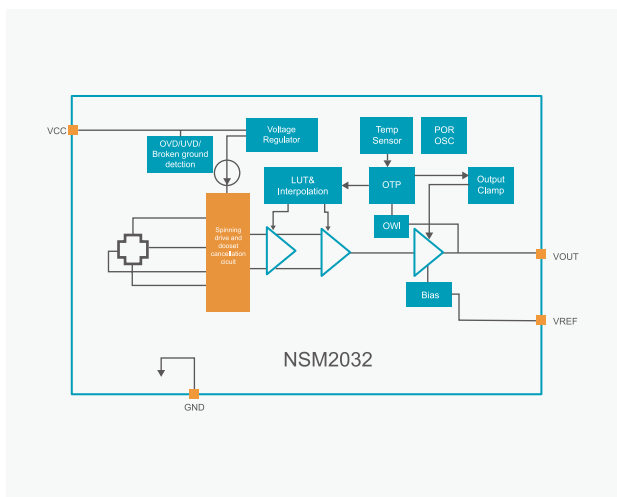 VCC
OVD/UVD/
Broken ground
detction
Voltage
Regulator
Temp
Sensor
POR
OSC
LUT&
Interpolation
OTP
Output
Clamp
OWI
Spinning
drive and
dooset
cancellation
cicuit
Bias
VOUT
VREF
NSM2032
GND